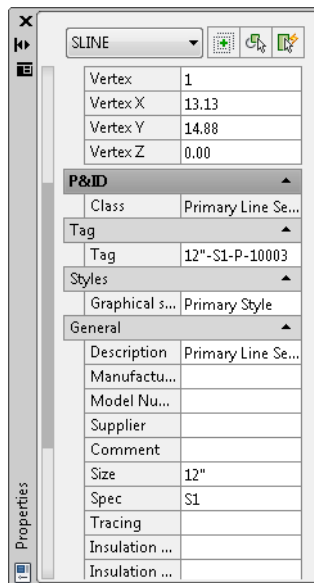 SLINE
Vertex 1
Vertex X 13.13
Vertex Y 14.88
Vertex Z 0.00
P&ID
Class Primary Line Se...
Tag
Tag 12"-S1-P-10003
Styles
Graphical s... Primary Style
General
Description Primary Line Se...
Manufactu...
Model Nu...
Supplier
Comment
Size 12"
Spec S1
Tracing
Insulation ...
Insulation ...
Properties